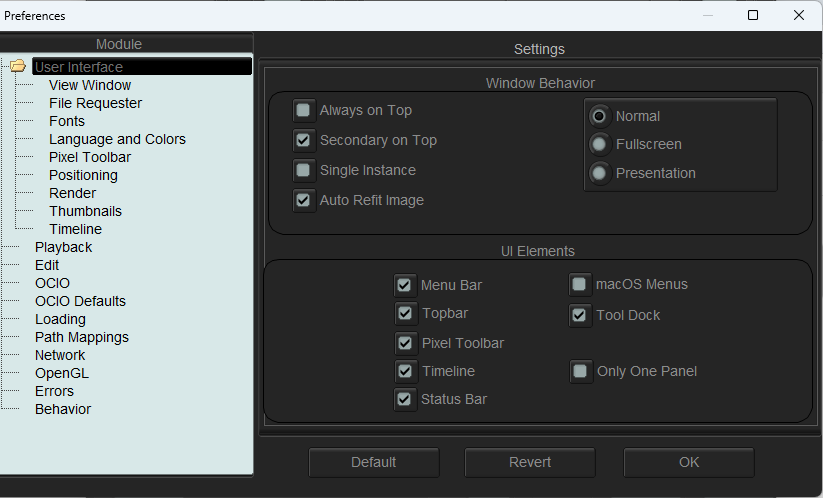 Preferences
Module
User Interface
View Window
File Requester
Fonts
Language and Colors
Pixel Toolbar
Positioning
Render
Thumbnails
Timeline
Playback
Edit
OCIO
OCIO Defaults
Loading
Path Mappings
Network
OpenGL
Errors
Behavior
Settings
Window Behavior
Always on Top
Secondary on Top
Single Instance
Auto Refit Image
Normal
Fullscreen
Presentation
UI Elements
Menu Bar
Topbar
Pixel Toolbar
Timeline
Status Bar
macOS Menus
Tool Dock
Only One Panel
Default
Revert
OK